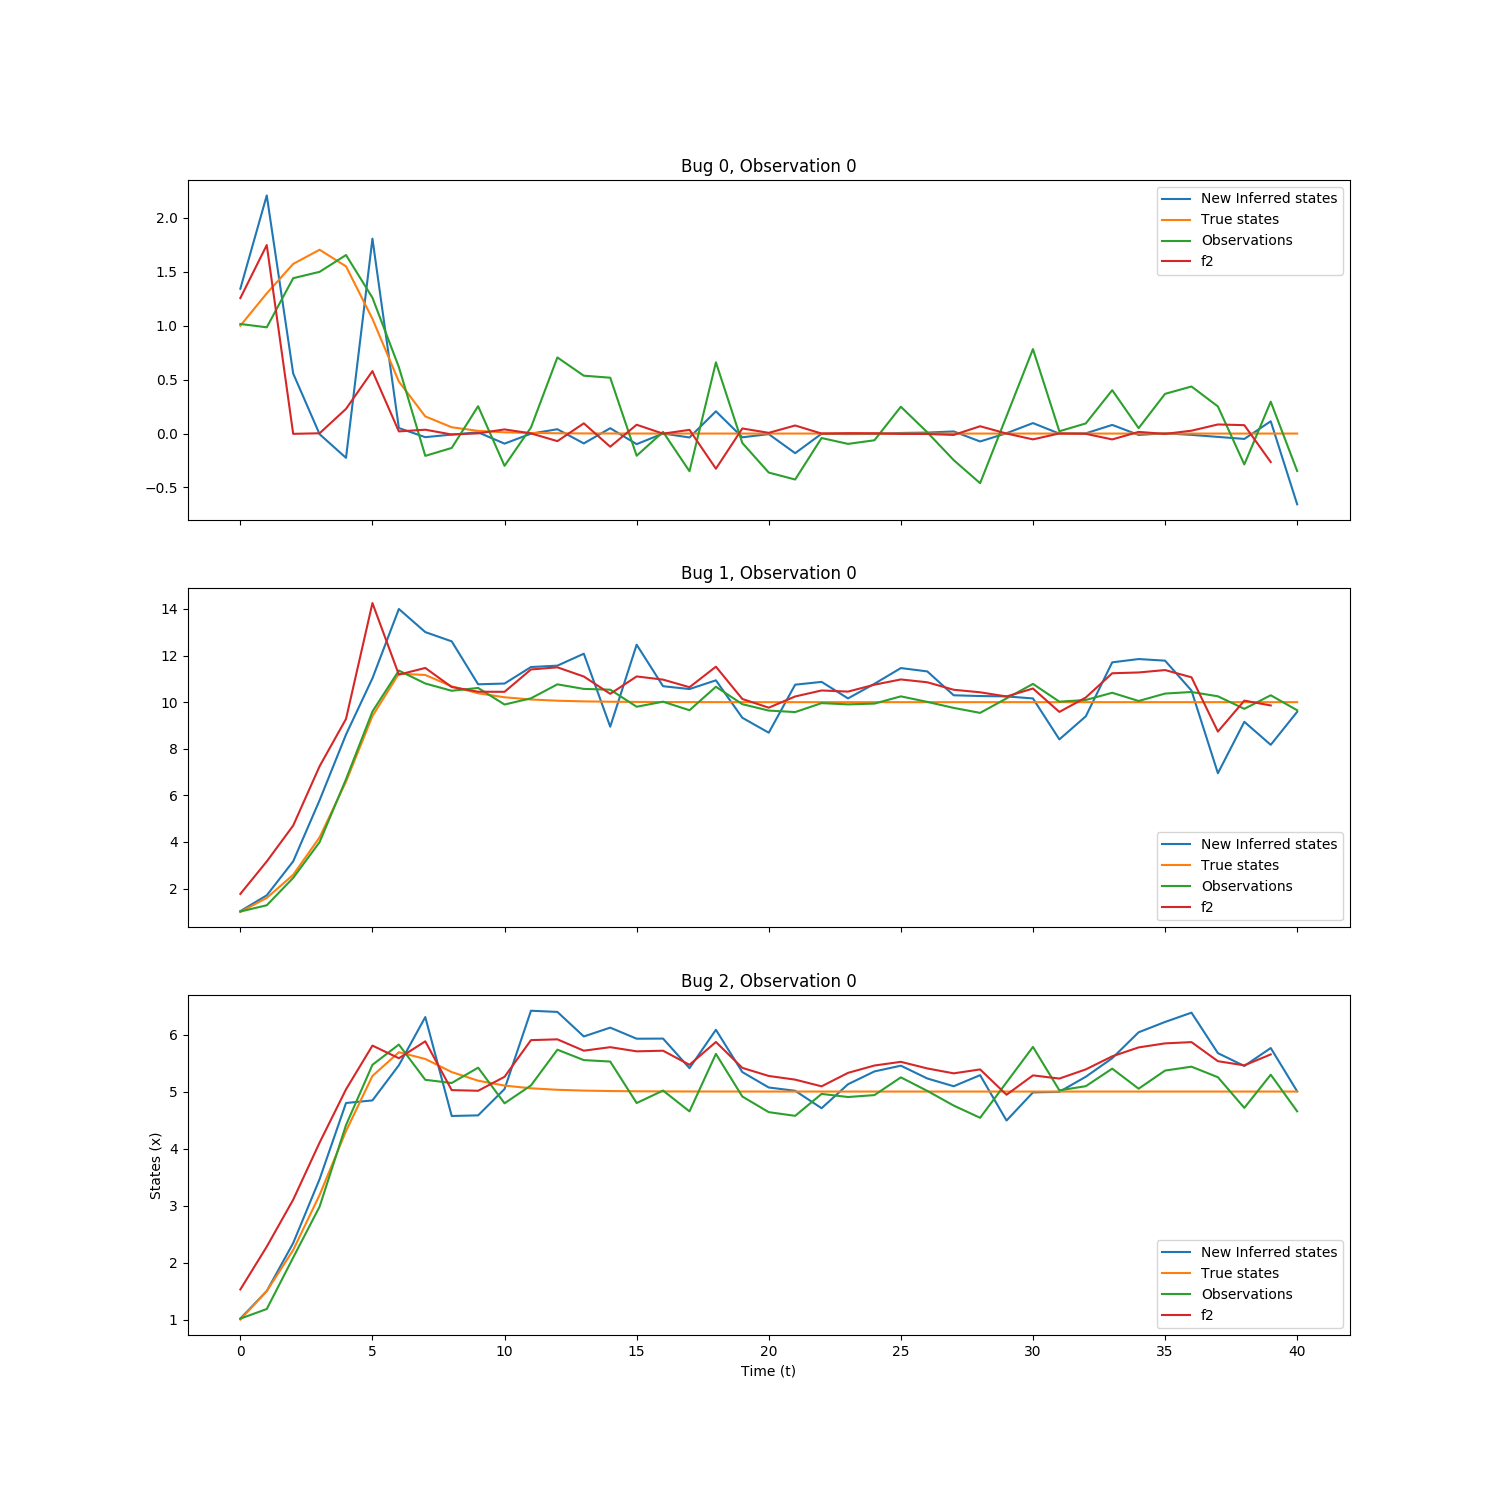 Bug 0, Observation 0
2.0
1.5
1.0
0.5
0.0
−0.5
New Inferred states
True states
Observations
f2
Bug 1, Observation 0
14
12
10
8
6
4
2
New Inferred states
True states
Observations
f2
Bug 2, Observation 0
6
5
4
3
2
1
States (x)
New Inferred states
True states
Observations
f2
0 5 10 15 20 25 30 35 40
Time (t)